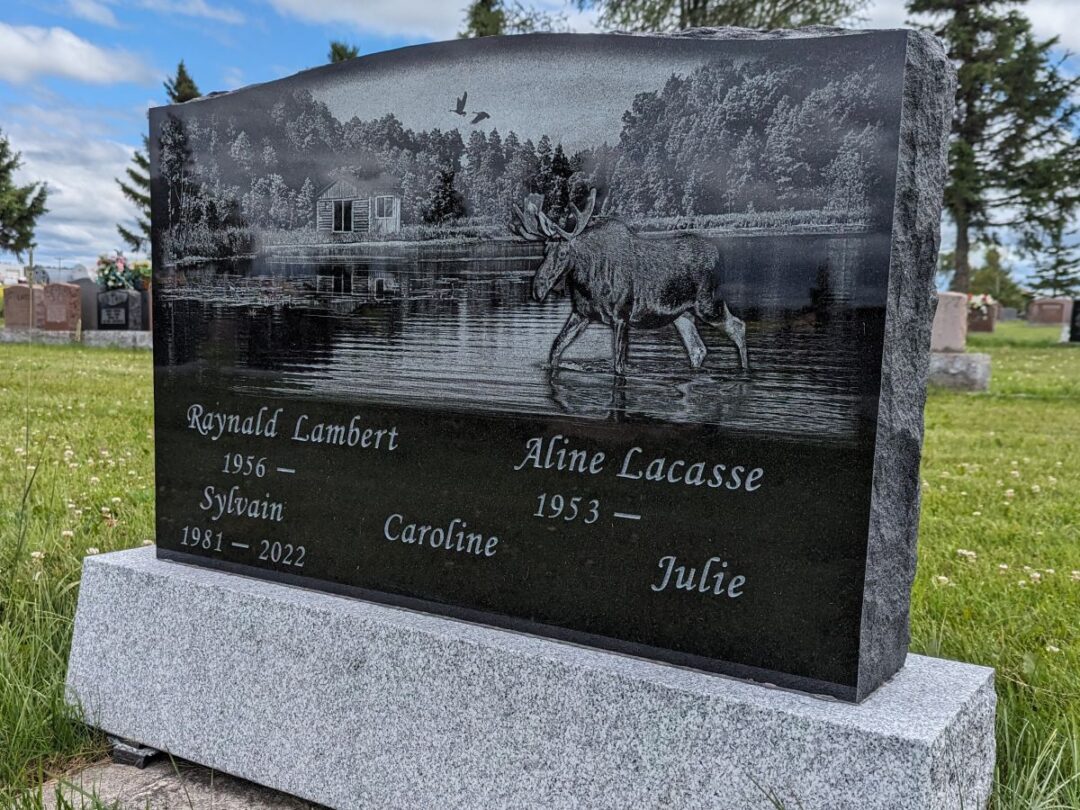 Raynald Lambert
1956 –
Aline Lacasse
1953 –
Sylvain
1981 – 2022
Caroline
Julie